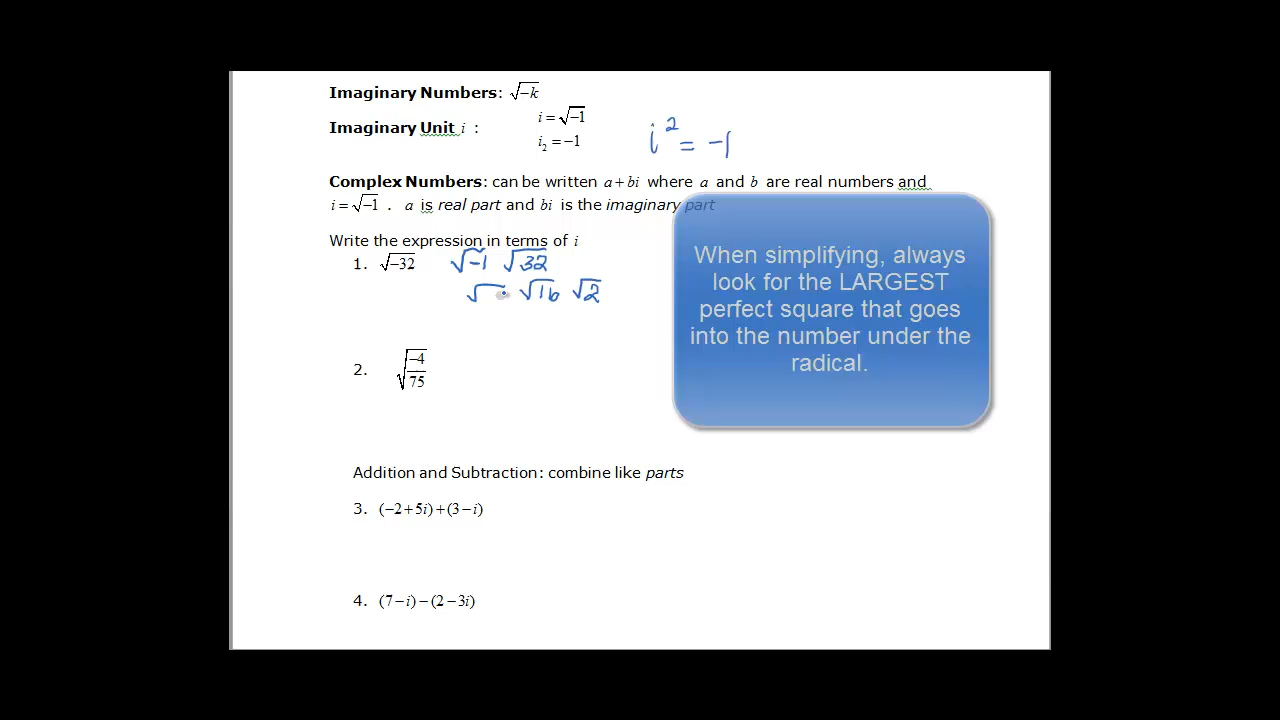 Imaginary Numbers: √−k
Imaginary Unit i :
i = √−1
i₂ = −1
i² = −1
Complex Numbers: can be written a + bi where a and b are real numbers and
i = √−1 . a is real part and bi is the imaginary part
Write the expression in terms of i
1. √−32
√-1 √32
√ √16 √2
When simplifying, always
look for the LARGEST
perfect square that goes
into the number under the
radical.
2. √(−4/75)
Addition and Subtraction: combine like parts
3. (−2+5i)+(3−i)
4. (7−i)−(2−3i)